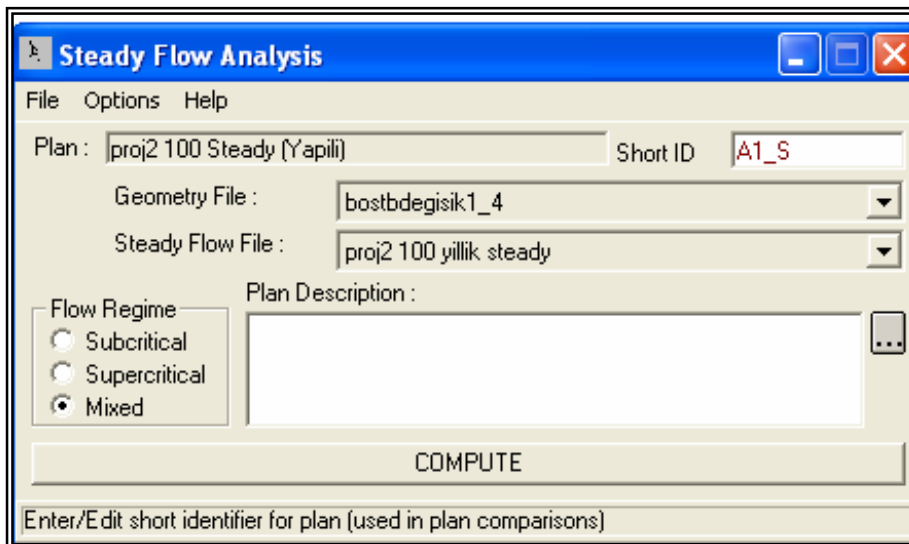 Steady Flow Analysis
File Options Help
Plan : proj2 100 Steady (Yapili) Short ID A1_S
Geometry File : bostbdegisik1_4
Steady Flow File : proj2 100 yillik steady
Plan Description :
Flow Regime
Subcritical
Supercritical
Mixed
...
COMPUTE
Enter/Edit short identifier for plan (used in plan comparisons)